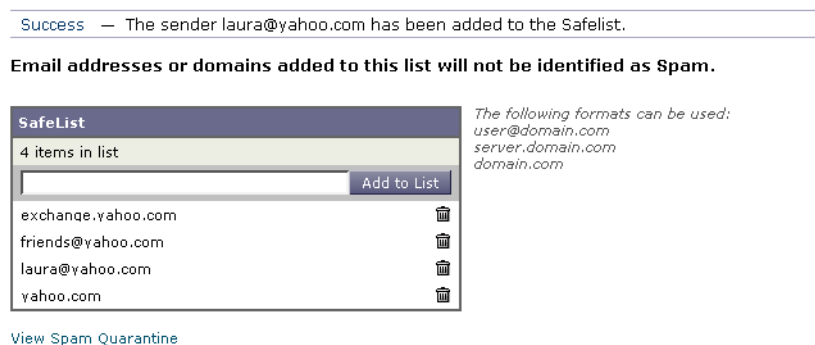 Success — The sender laura@yahoo.com has been added to the Safelist.
Email addresses or domains added to this list will not be identified as Spam.
SafeList
4 items in list
Add to List
exchange.yahoo.com
friends@yahoo.com
laura@yahoo.com
yahoo.com
The following formats can be used:
user@domain.com
server.domain.com
domain.com
View Spam Quarantine